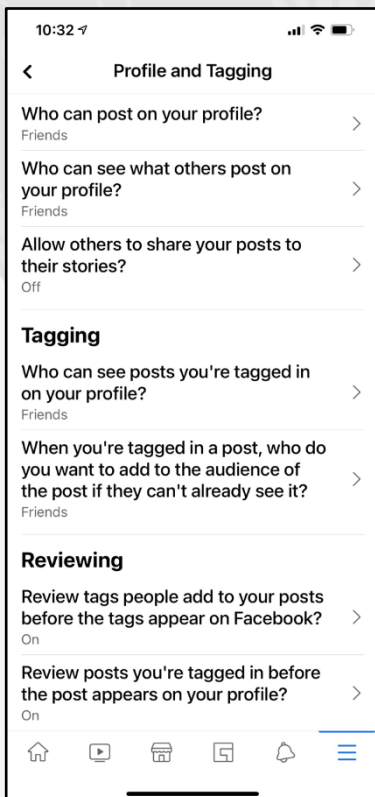 10:32
Profile and Tagging
Who can post on your profile?
Friends
Who can see what others post on
your profile?
Friends
Allow others to share your posts to
their stories?
Off
Tagging
Who can see posts you're tagged in
on your profile?
Friends
When you're tagged in a post, who do
you want to add to the audience of
the post if they can't already see it?
Friends
Reviewing
Review tags people add to your posts
before the tags appear on Facebook?
On
Review posts you're tagged in before
the post appears on your profile?
On